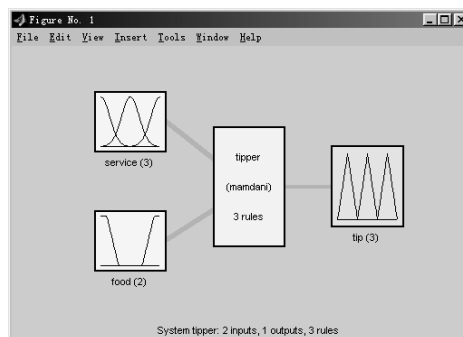 Figure No. 1
File Edit View Insert Tools Window Help
service (3)
food (2)
tipper
(mamdani)
3 rules
tip (3)
System tipper: 2 inputs, 1 outputs, 3 rules